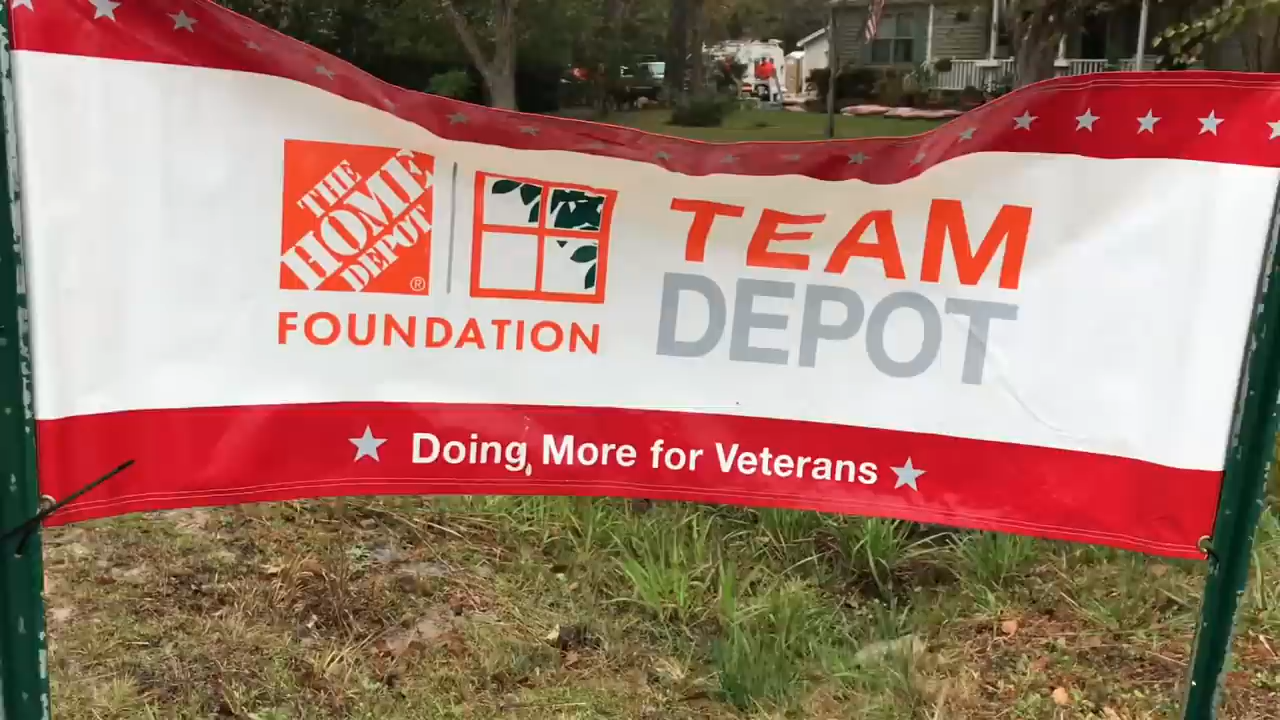 THE
HOME
DEPOT
®
FOUNDATION
TEAM
DEPOT
Doing More for Veterans